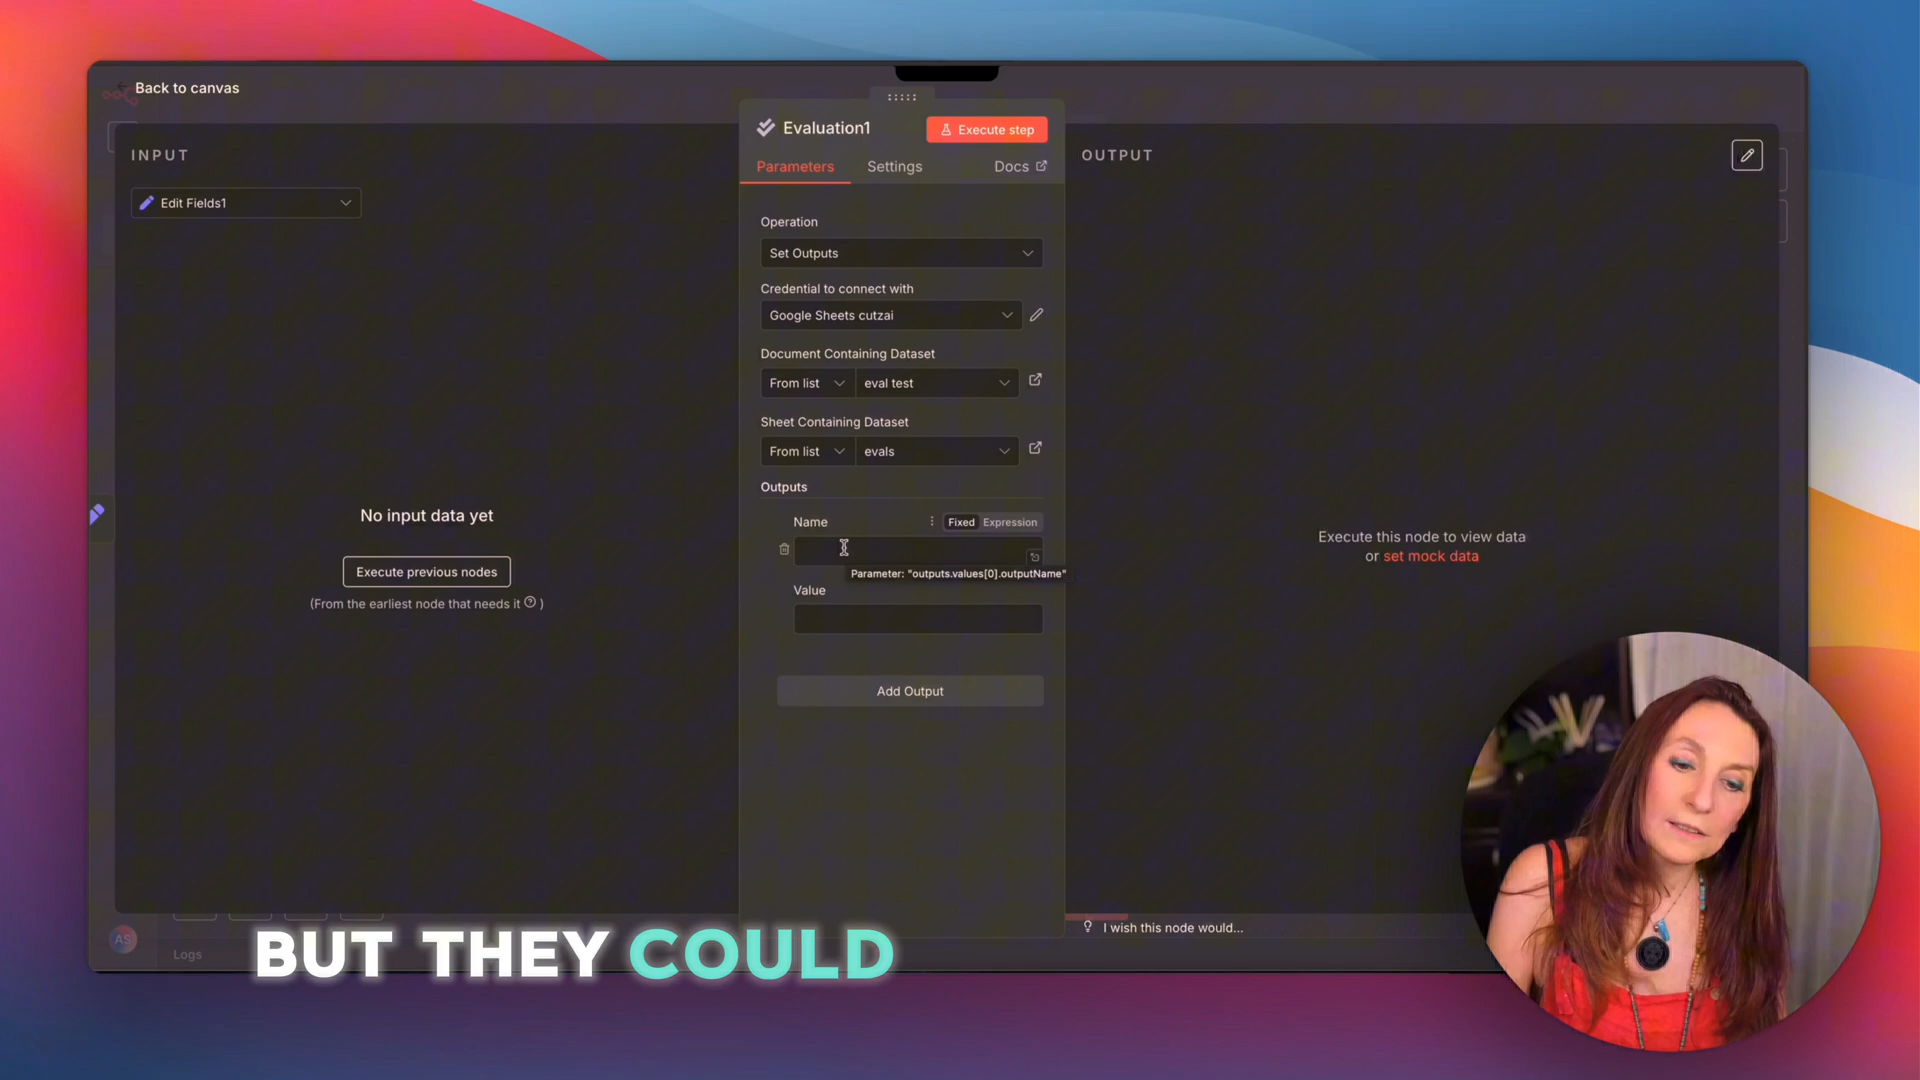 Back to canvas
INPUT
Edit Fields1
No input data yet
Execute previous nodes
(From the earliest node that needs it ? )
Evaluation1
Execute step
Parameters
Settings
Docs
Operation
Set Outputs
Credential to connect with
Google Sheets cutzai
Document Containing Dataset
From list
eval test
Sheet Containing Dataset
From list
evals
Outputs
Name
Fixed
Expression
Parameter: "outputs.values[0].outputName"
Value
Add Output
OUTPUT
Execute this node to view data
or set mock data
I wish this node would...
AS
Logs
BUT THEY COULD